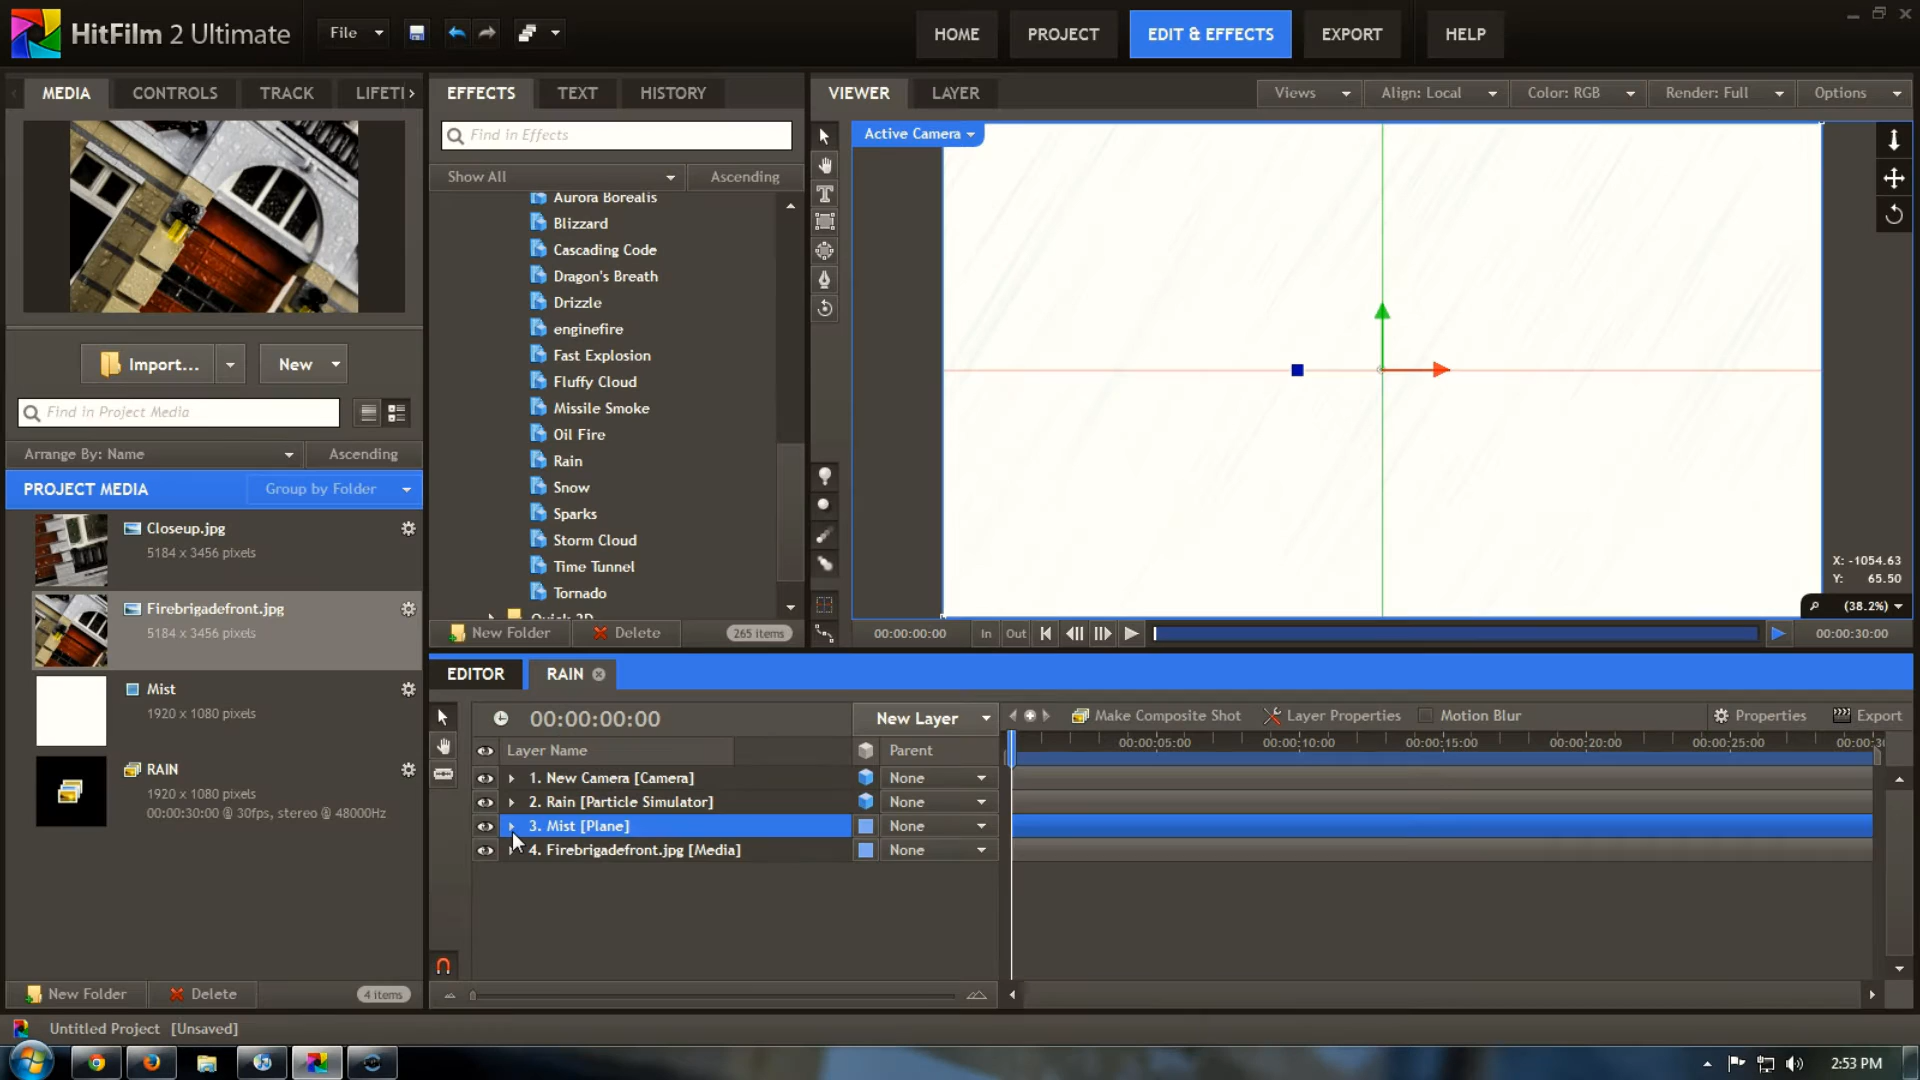 HitFilm 2 Ultimate
File
HOME
PROJECT
EDIT & EFFECTS
EXPORT
HELP
MEDIA
CONTROLS
TRACK
LIFETI
EFFECTS
TEXT
HISTORY
VIEWER
LAYER
Views
Align: Local
Color: RGB
Render: Full
Options
Find in Effects
Active Camera
Show All
Ascending
Aurora Borealis
Blizzard
Cascading Code
Dragon's Breath
Drizzle
enginefire
Fast Explosion
Fluffy Cloud
Missile Smoke
Oil Fire
Rain
Snow
Sparks
Storm Cloud
Time Tunnel
Tornado
Quick 3D
New Folder
Delete
265 items
Import...
New
Find in Project Media
Arrange By: Name
Ascending
PROJECT MEDIA
Group by Folder
Closeup.jpg
5184 x 3456 pixels
Firebrigadefront.jpg
5184 x 3456 pixels
Mist
1920 x 1080 pixels
RAIN
1920 x 1080 pixels
00:00:30:00 @ 30fps, stereo @ 48000Hz
New Folder
Delete
4 items
X: -1054.63
Y: 65.50
(38.2%)
00:00:00:00
In
Out
00:00:30:00
EDITOR
RAIN
00:00:00:00
New Layer
Make Composite Shot
Layer Properties
Motion Blur
Properties
Export
Layer Name
Parent
00:00:05:00
00:00:10:00
00:00:15:00
00:00:20:00
00:00:25:00
00:00:3
1. New Camera [Camera]
None
2. Rain [Particle Simulator]
None
3. Mist [Plane]
None
4. Firebrigadefront.jpg [Media]
None
Untitled Project [Unsaved]
2:53 PM